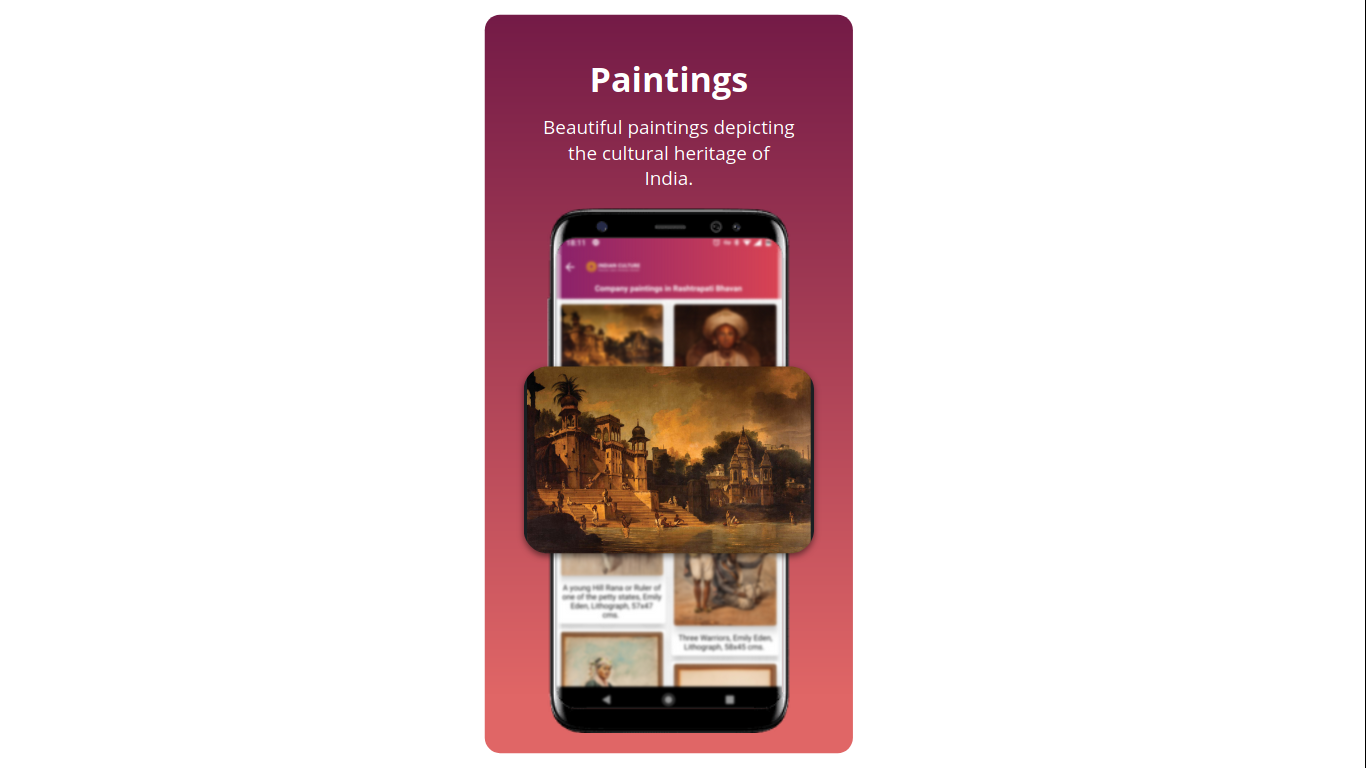 Paintings
Beautiful paintings depicting
the cultural heritage of
India.
18:11
INDIAN CULTURE
Company paintings in Rashtrapati Bhavan
A young Hill Rana or Ruler of
one of the petty states, Emily
Eden, Lithograph, 57x47
cms.
Three Warriors, Emily Eden,
Lithograph, 58x45 cms.